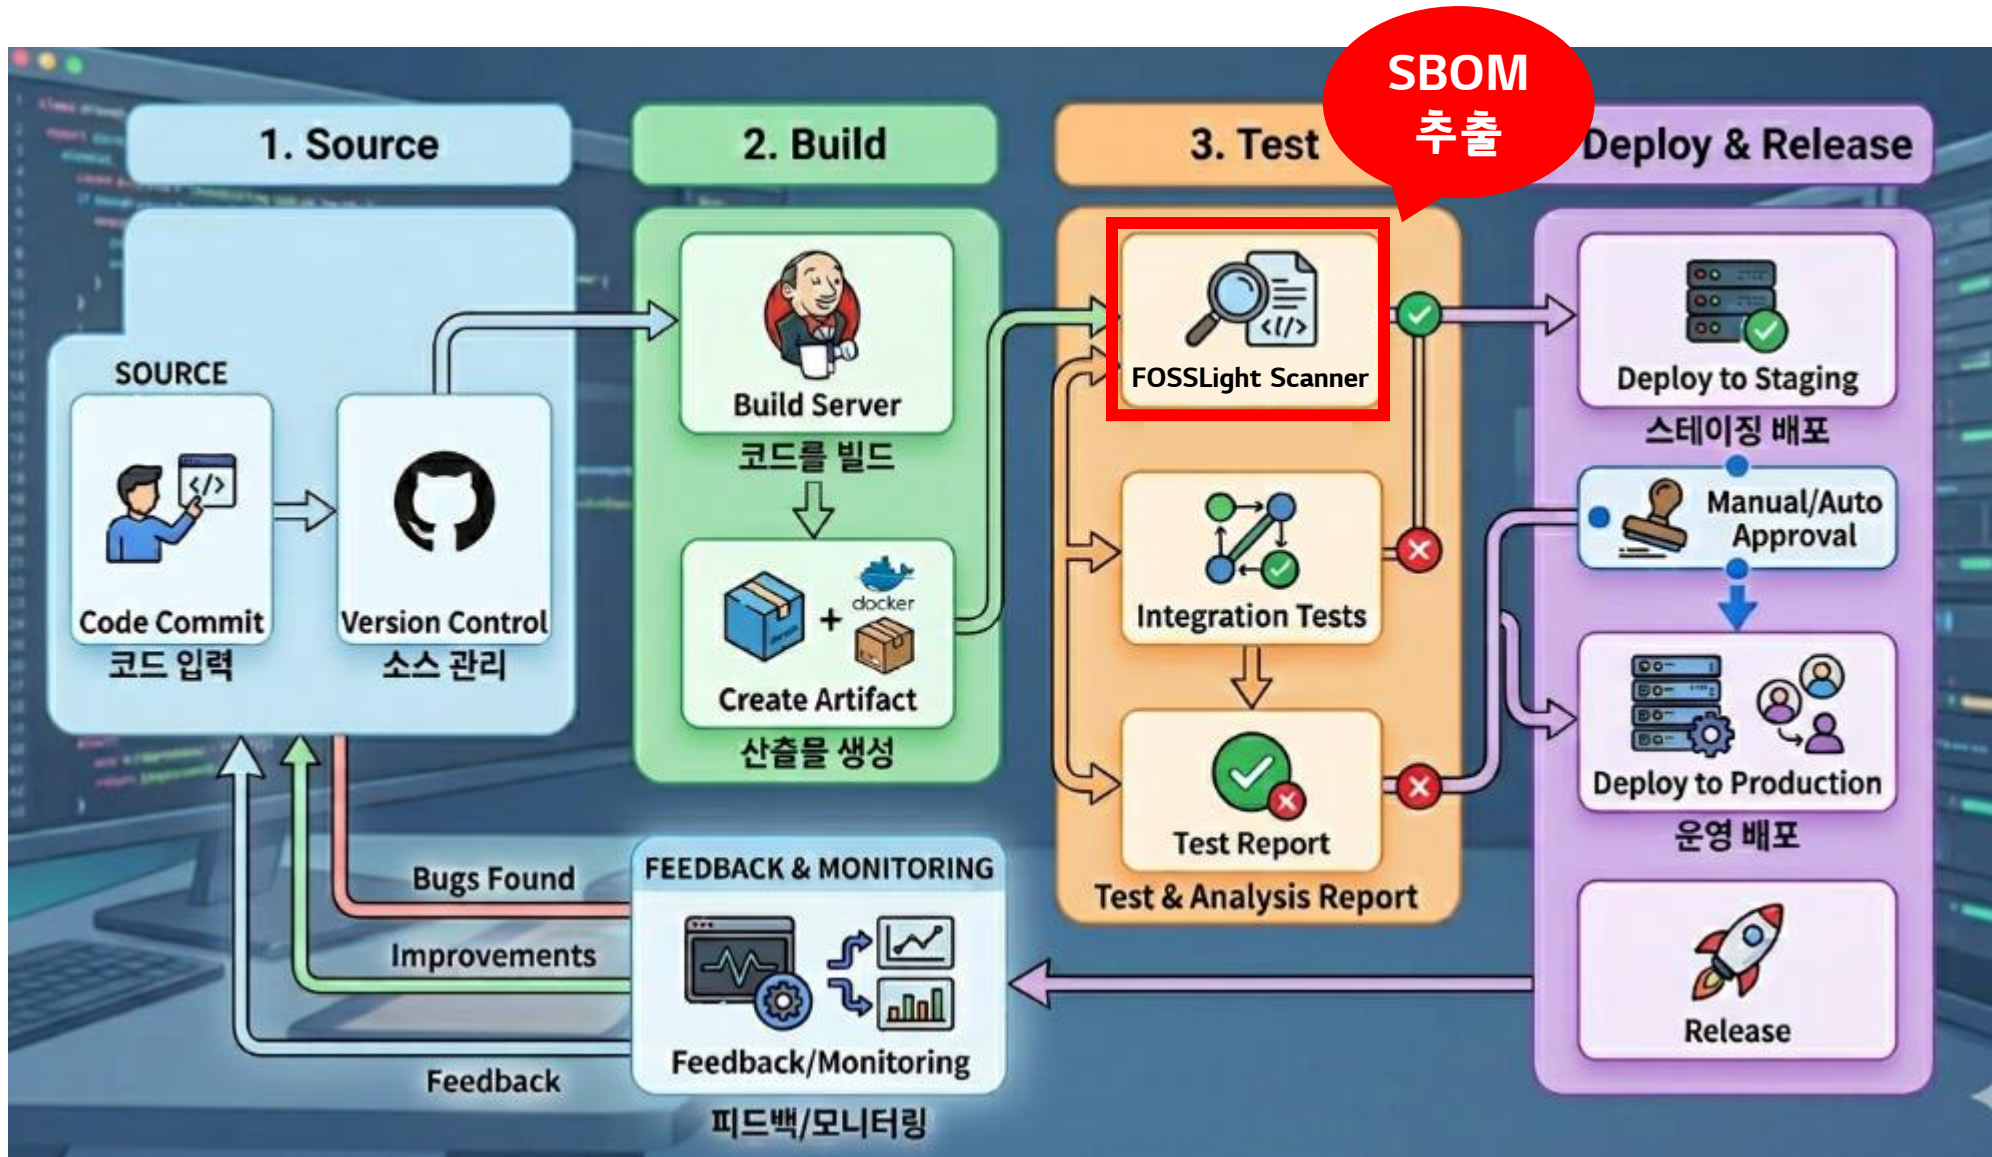 SBOM
추출
1. Source
2. Build
3. Test
Deploy & Release
SOURCE
Code Commit
코드 입력
Version Control
소스 관리
Build Server
코드를 빌드
docker
+
Create Artifact
산출믈 생성
</>
FOSSLight Scanner
Integration Tests
Test Report
Test & Analysis Report
Deploy to Staging
스테이징 배포
Manual/Auto
Approval
Deploy to Production
운영 배포
Release
Bugs Found
Improvements
Feedback
FEEDBACK & MONITORING
Feedback/Monitoring
피드백/모니터링